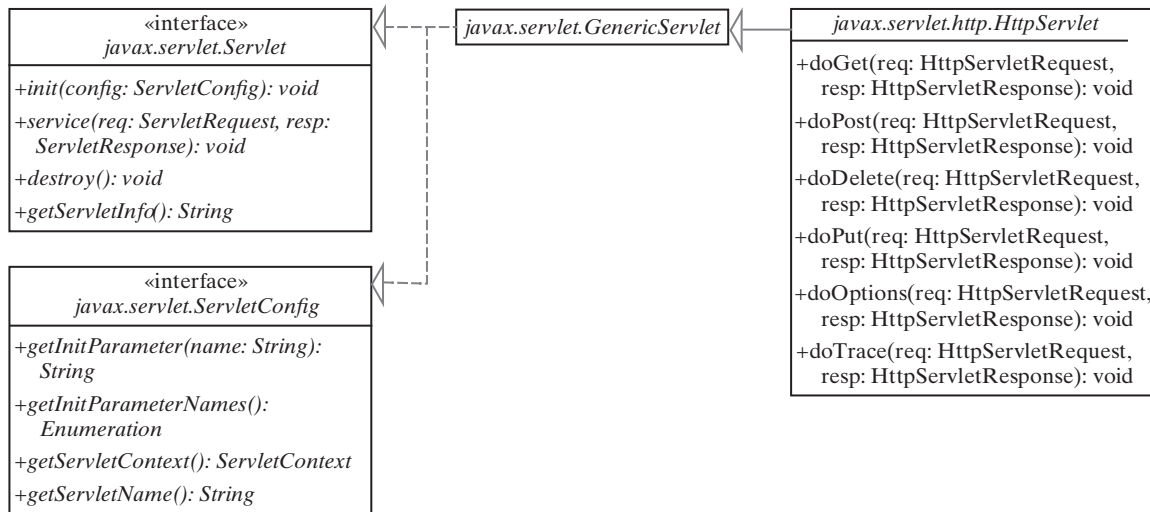 «interface»
javax.servlet.Servlet
+init(config: ServletConfig): void
+service(req: ServletRequest, resp:
ServletResponse): void
+destroy(): void
+getServletInfo(): String
«interface»
javax.servlet.ServletConfig
+getInitParameter(name: String):
String
+getInitParameterNames():
Enumeration
+getServletContext(): ServletContext
+getServletName(): String
javax.servlet.GenericServlet
javax.servlet.http.HttpServlet
+doGet(req: HttpServletRequest,
resp: HttpServletResponse): void
+doPost(req: HttpServletRequest,
resp: HttpServletResponse): void
+doDelete(req: HttpServletRequest,
resp: HttpServletResponse): void
+doPut(req: HttpServletRequest,
resp: HttpServletResponse): void
+doOptions(req: HttpServletRequest,
resp: HttpServletResponse): void
+doTrace(req: HttpServletRequest,
resp: HttpServletResponse): void